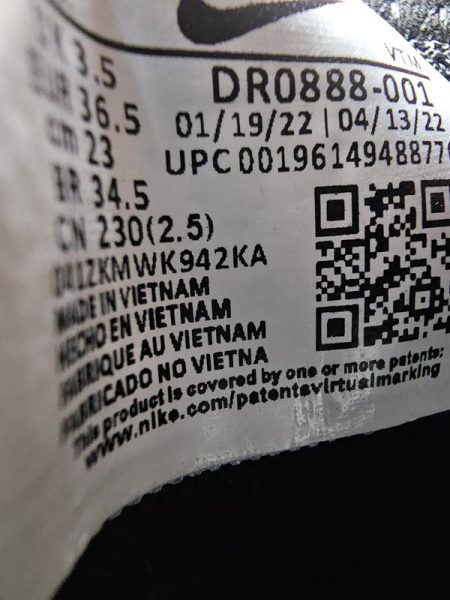 VTM
UK 3.5
EUR 36.5
cm 23
BR 34.5
CN 230(2.5)
DR0888-001
01/19/22 | 04/13/22
UPC 0019614948877
MADE IN VIETNAM
HECHO EN VIETNAM
FABRIQUE AU VIETNAM
FABRICADO NO VIETNA
This product is covered by one or more patents:
www.nike.com/patentsvirtualmarking